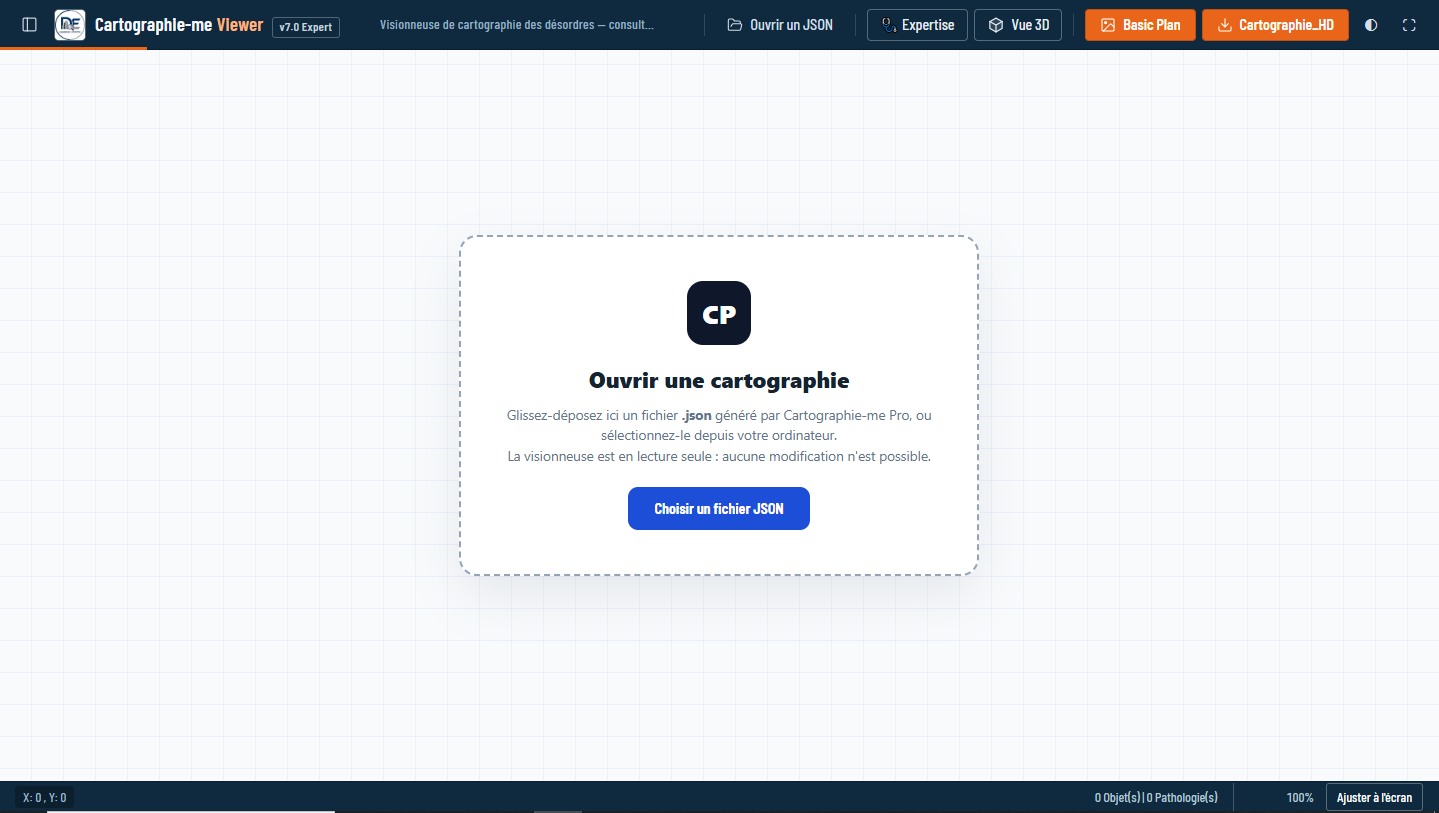 Cartographie-me Viewer
v7.0 Expert
Visionneuse de cartographie des désordres – consult...
Ouvrir un JSON
Expertise
Vue 3D
Basic Plan
Cartographie_HD
CP
Ouvrir une cartographie
Glissez-déposez ici un fichier .json généré par Cartographie-me Pro, ou
sélectionnez-le depuis votre ordinateur.
La visionneuse est en lecture seule : aucune modification n'est possible.
Choisir un fichier JSON
X: 0 , Y: 0
0 Objet(s) | 0 Pathologie(s)
100%
Ajuster à l'écran